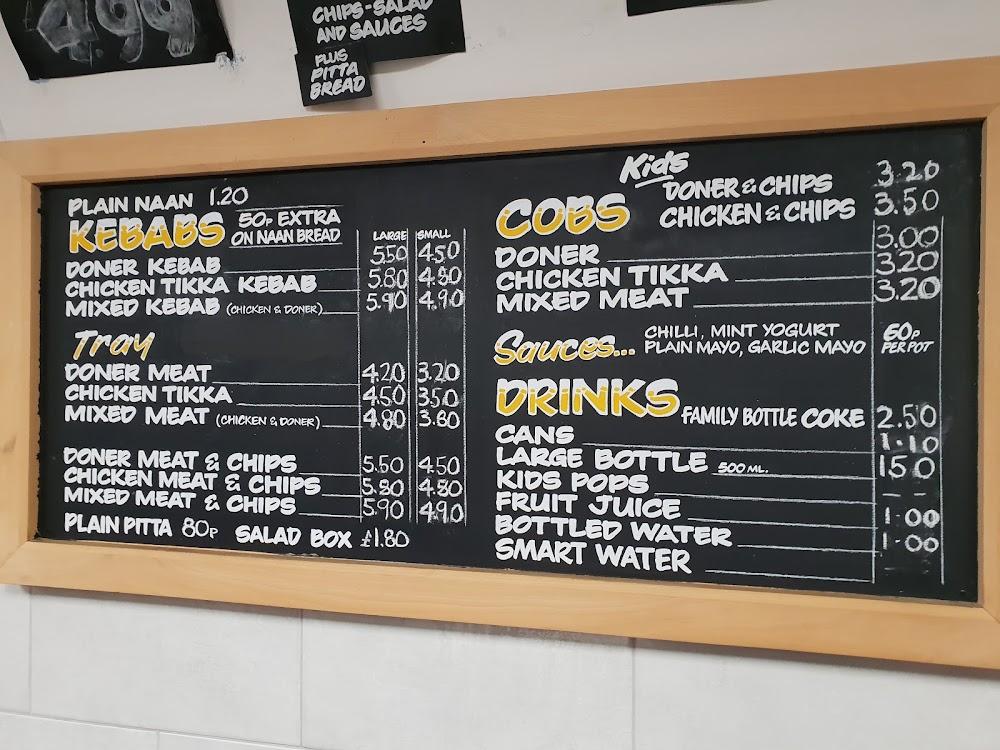 4.99
CHIPS-SALAD
AND SAUCES
PLUS
PITTA
BREAD
PLAIN NAAN 1.20
KEBABS 50P EXTRA
ON NAAN BREAD
LARGE SMALL
DONER KEBAB 5.50 4.50
CHICKEN TIKKA KEBAB 5.80 4.80
MIXED KEBAB (CHICKEN & DONER) 5.90 4.90
Tray
DONER MEAT 4.20 3.20
CHICKEN TIKKA 4.50 3.50
MIXED MEAT (CHICKEN & DONER) 4.80 3.80
DONER MEAT & CHIPS 5.50 4.50
CHICKEN MEAT & CHIPS 5.80 4.80
MIXED MEAT & CHIPS 5.90 4.90
PLAIN PITTA 80P SALAD BOX £1.80
Kids
DONER & CHIPS 3.20
CHICKEN & CHIPS 3.50
COBS
DONER 3.00
CHICKEN TIKKA 3.20
MIXED MEAT 3.20
Sauces... CHILLI, MINT YOGURT
PLAIN MAYO, GARLIC MAYO
60P
PER POT
DRINKS FAMILY BOTTLE COKE 2.50
CANS 1.10
LARGE BOTTLE 500 ML. 1.50
KIDS POPS --
FRUIT JUICE 1.00
BOTTLED WATER 1.00
SMART WATER